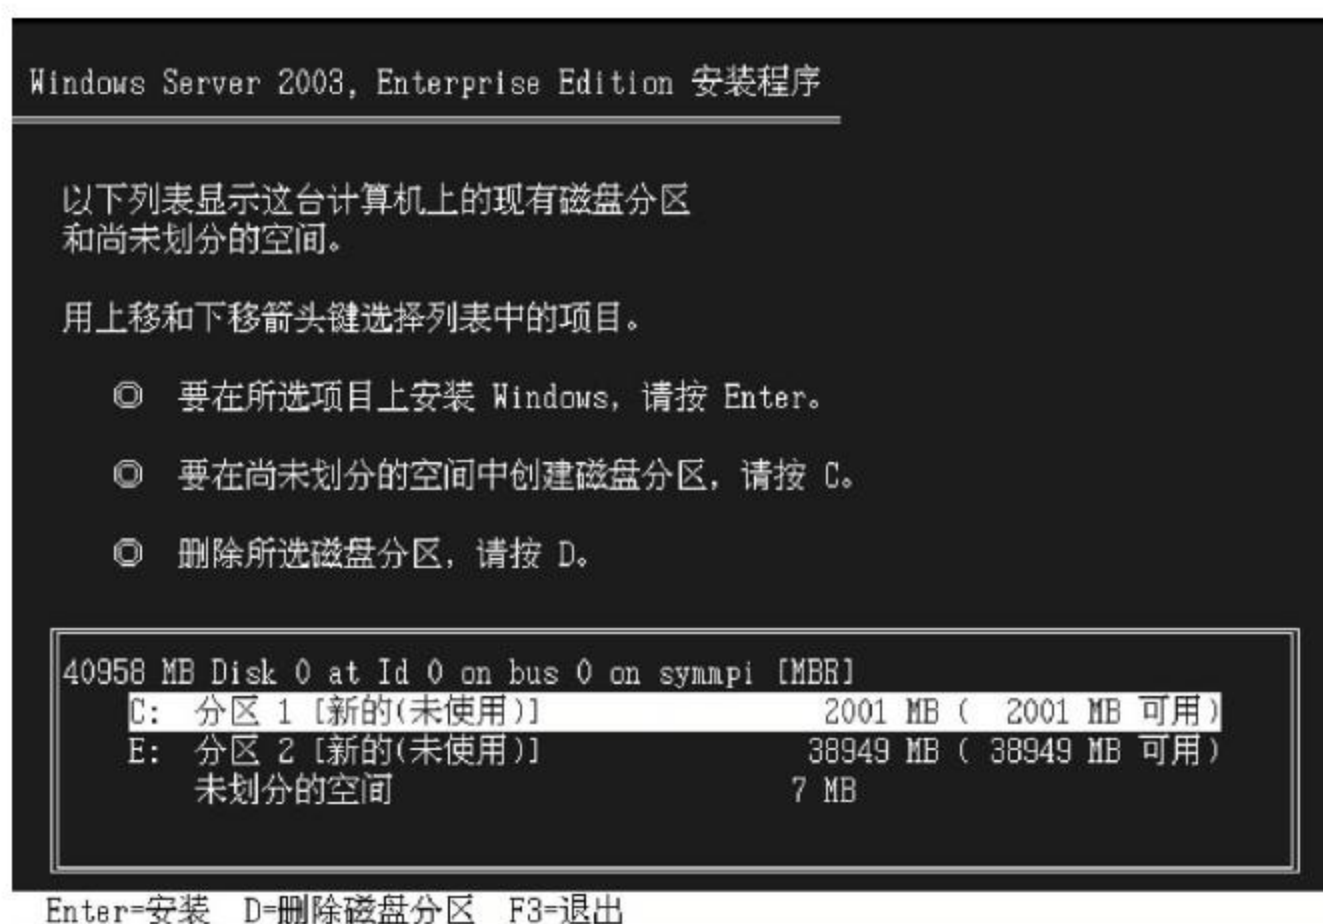 Windows Server 2003, Enterprise Edition 安装程序
以下列表显示这台计算机上的现有磁盘分区
和尚未划分的空间。
用上移和下移箭头键选择列表中的项目。
◎ 要在所选项目上安装 Windows, 请按 Enter。
◎ 要在尚未划分的空间中创建磁盘分区, 请按 C。
◎ 删除所选磁盘分区, 请按 D。
40958 MB Disk 0 at Id 0 on bus 0 on symmpi [MBR]
C: 分区 1 [新的(未使用)] 2001 MB ( 2001 MB 可用)
E: 分区 2 [新的(未使用)] 38949 MB ( 38949 MB 可用)
未划分的空间 7 MB
Enter=安装 D=删除磁盘分区 F3=退出